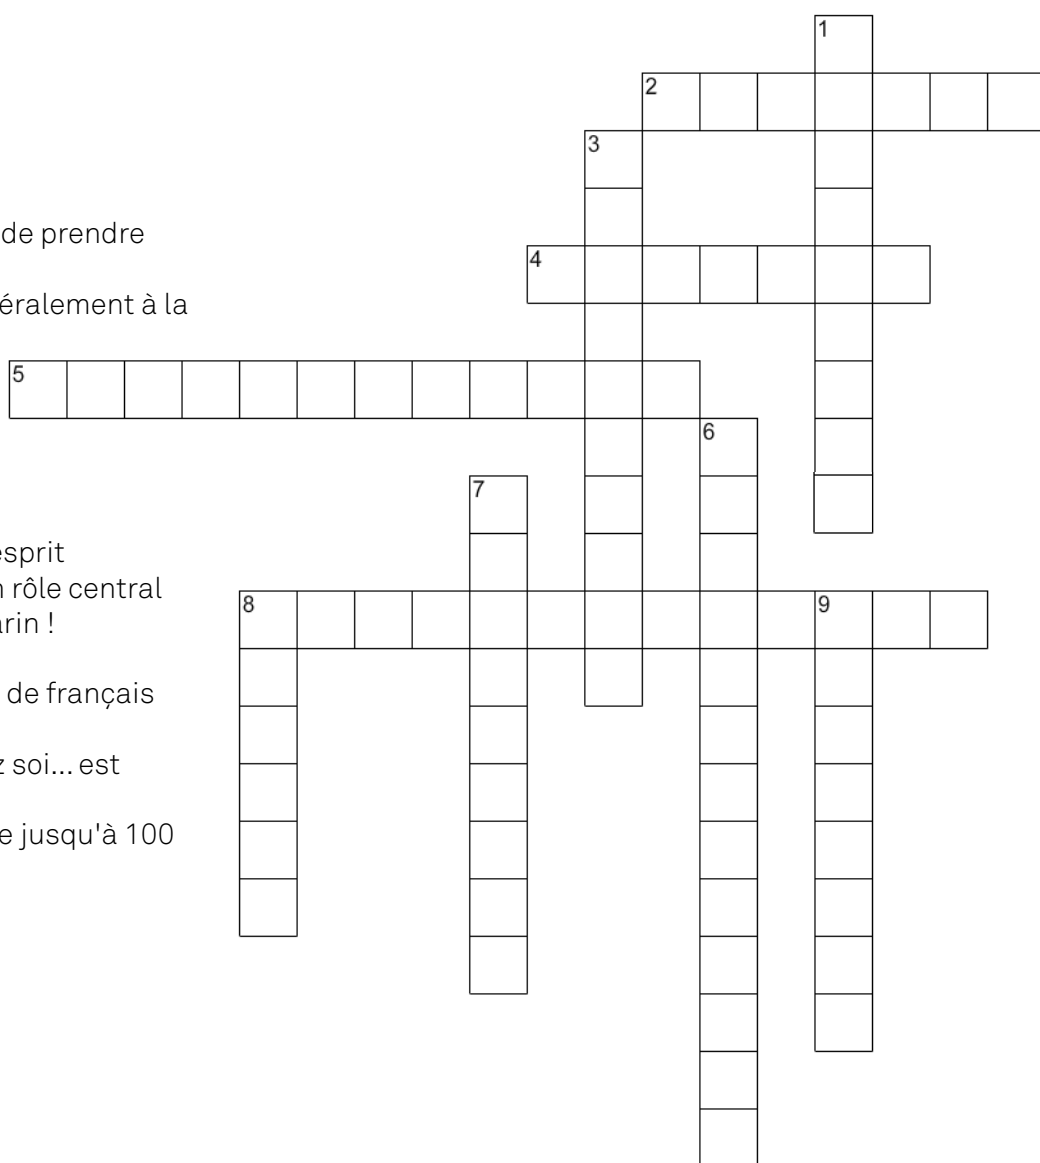 1
2
3
de prendre
4
éralement à la
5
6
7
esprit
n rôle central
8
9
arin !
de français
z soi... est
e jusqu'à 100